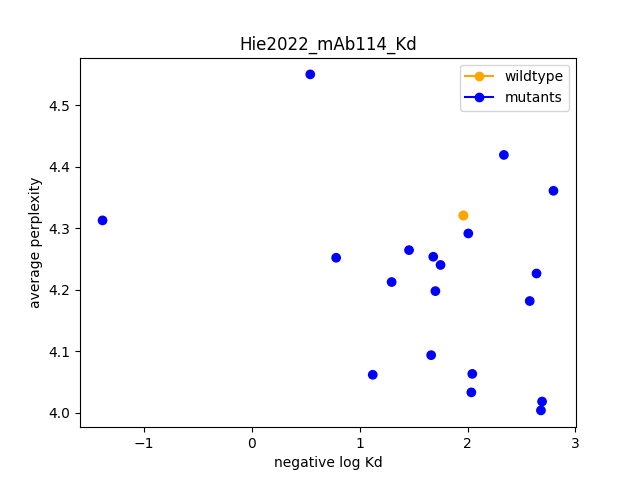 Hie2022_mAb114_Kd
wildtype
mutants
4.5
4.4
4.3
4.2
4.1
4.0
average perplexity
−1
0
1
2
3
negative log Kd